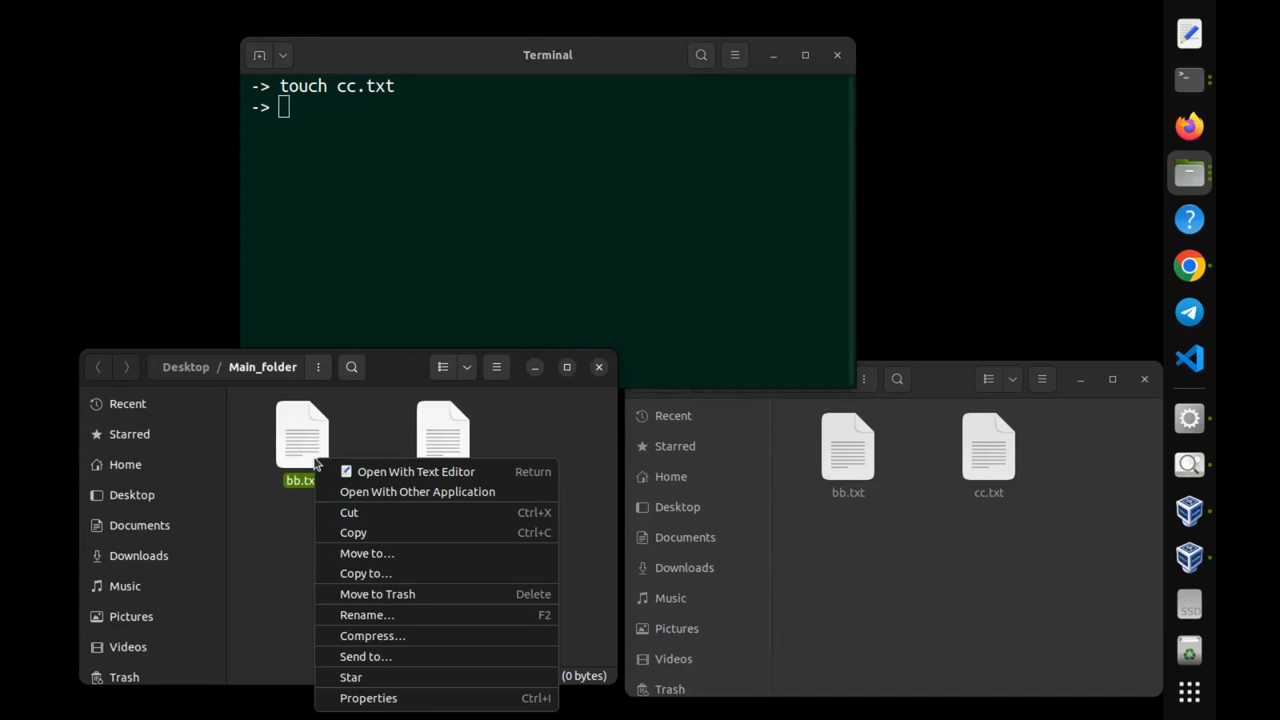 Terminal
-> touch cc.txt
->
Desktop / Main_folder
Recent
Starred
Home
Desktop
Documents
Downloads
Music
Pictures
Videos
Trash
Open With Text Editor Return
Open With Other Application
Cut Ctrl+X
Copy Ctrl+C
Move to…
Copy to…
Move to Trash Delete
Rename… F2
Compress…
Send to…
Star
Properties Ctrl+I
(0 bytes)
Recent
Starred
Home
Desktop
Documents
Downloads
Music
Pictures
Videos
Trash
bb.txt
cc.txt
SSD